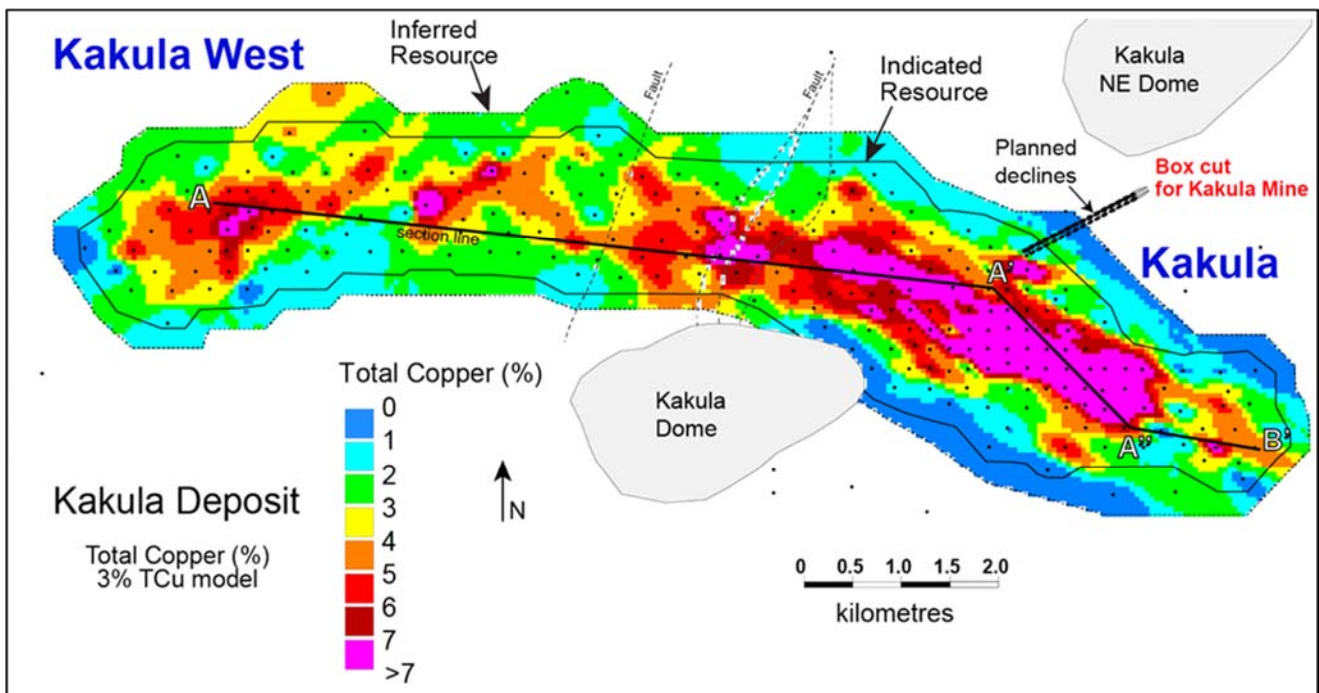 Kakula West
Inferred
Resource
Fault
Fault
Indicated
Resource
Kakula
NE Dome
Planned
declines
Box cut
for Kakula Mine
A
section line
A'
Kakula
Total Copper (%)
0
1
2
3
4
5
6
7
>7
Kakula
Dome
A"
B'
N
Kakula Deposit
Total Copper (%)
3% TCu model
0 0.5 1.0 1.5 2.0
kilometres